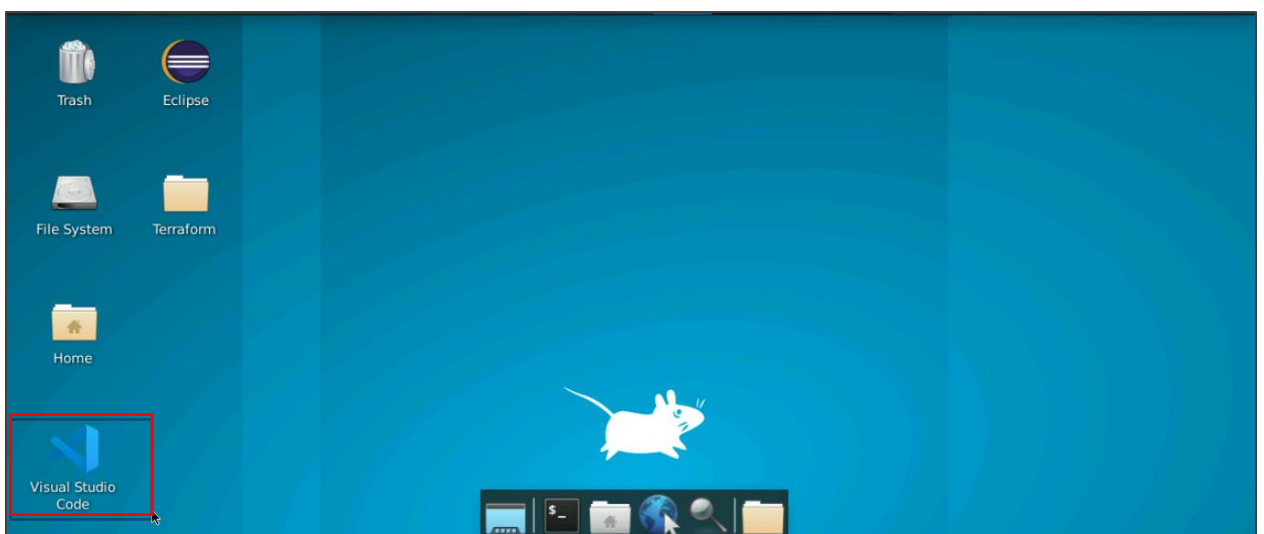 Trash
Eclipse
File System
Terraform
Home
Visual Studio
Code
$_